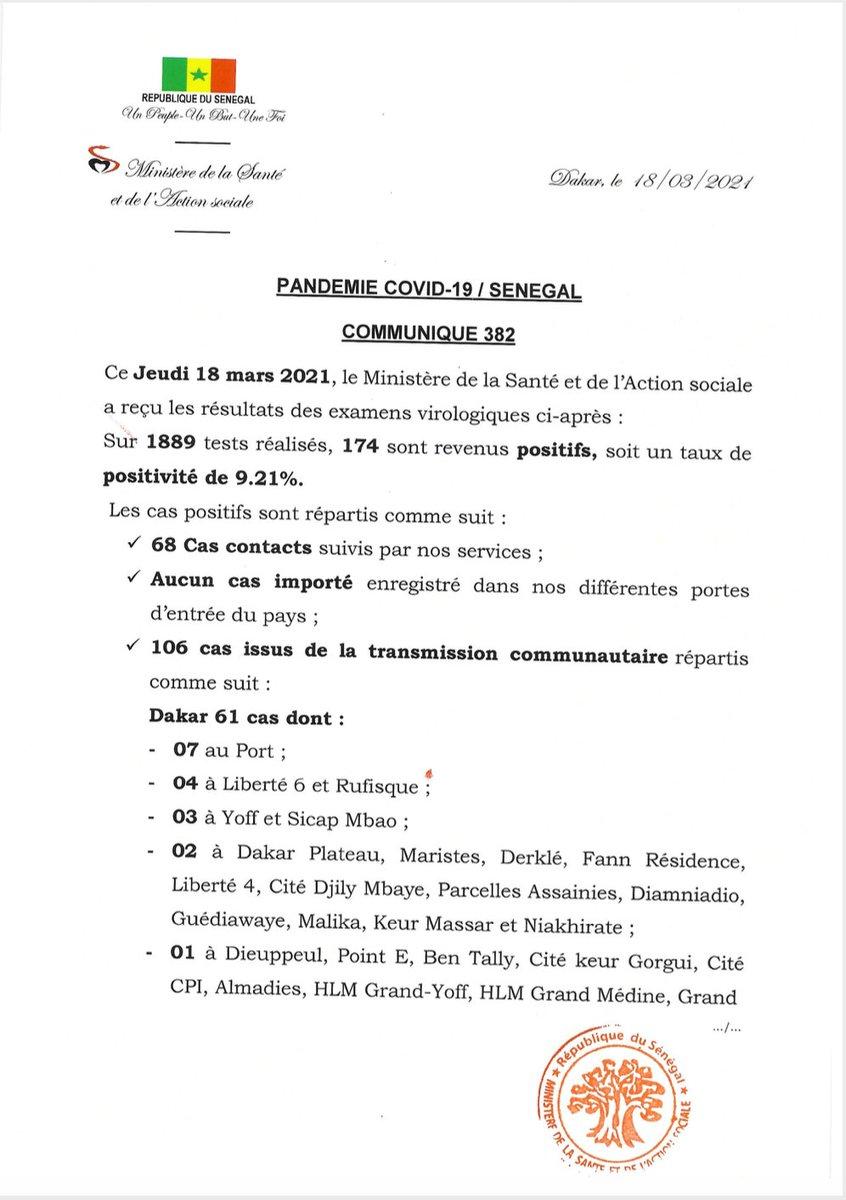 REPUBLIQUE DU SENEGAL
Un Peuple-Un But-Une Foi
Ministère de la Santé
et de l'Action sociale
Dakar, le 18/03/2021
PANDEMIE COVID-19 / SENEGAL
COMMUNIQUE 382
Ce Jeudi 18 mars 2021, le Ministère de la Santé et de l'Action sociale
a reçu les résultats des examens virologiques ci-après :
Sur 1889 tests réalisés, 174 sont revenus positifs, soit un taux de
positivité de 9.21%.
Les cas positifs sont répartis comme suit :
✓ 68 Cas contacts suivis par nos services ;
✓ Aucun cas importé enregistré dans nos différentes portes
d'entrée du pays ;
✓ 106 cas issus de la transmission communautaire répartis
comme suit :
Dakar 61 cas dont :
- 07 au Port ;
- 04 à Liberté 6 et Rufisque ;
- 03 à Yoff et Sicap Mbao ;
- 02 à Dakar Plateau, Maristes, Derklé, Fann Résidence,
Liberté 4, Cité Djily Mbaye, Parcelles Assainies, Diamniadio,
Guédiawaye, Malika, Keur Massar et Niakhirate ;
- 01 à Dieuppeul, Point E, Ben Tally, Cité keur Gorgui, Cité
CPI, Almadies, HLM Grand-Yoff, HLM Grand Médine, Grand
.../...
République du Sénégal
MINISTERE DE LA SANTE ET DE L'ACTION SOCIALE